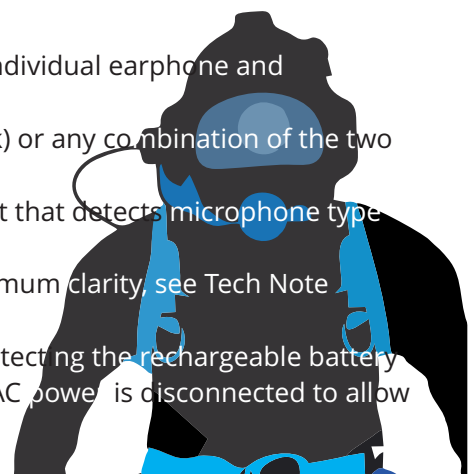 ndividual earphone and
) or any combination of the two
t that detects microphone type
mum clarity, see Tech Note
tecting the rechargeable battery
AC power is disconnected to allow